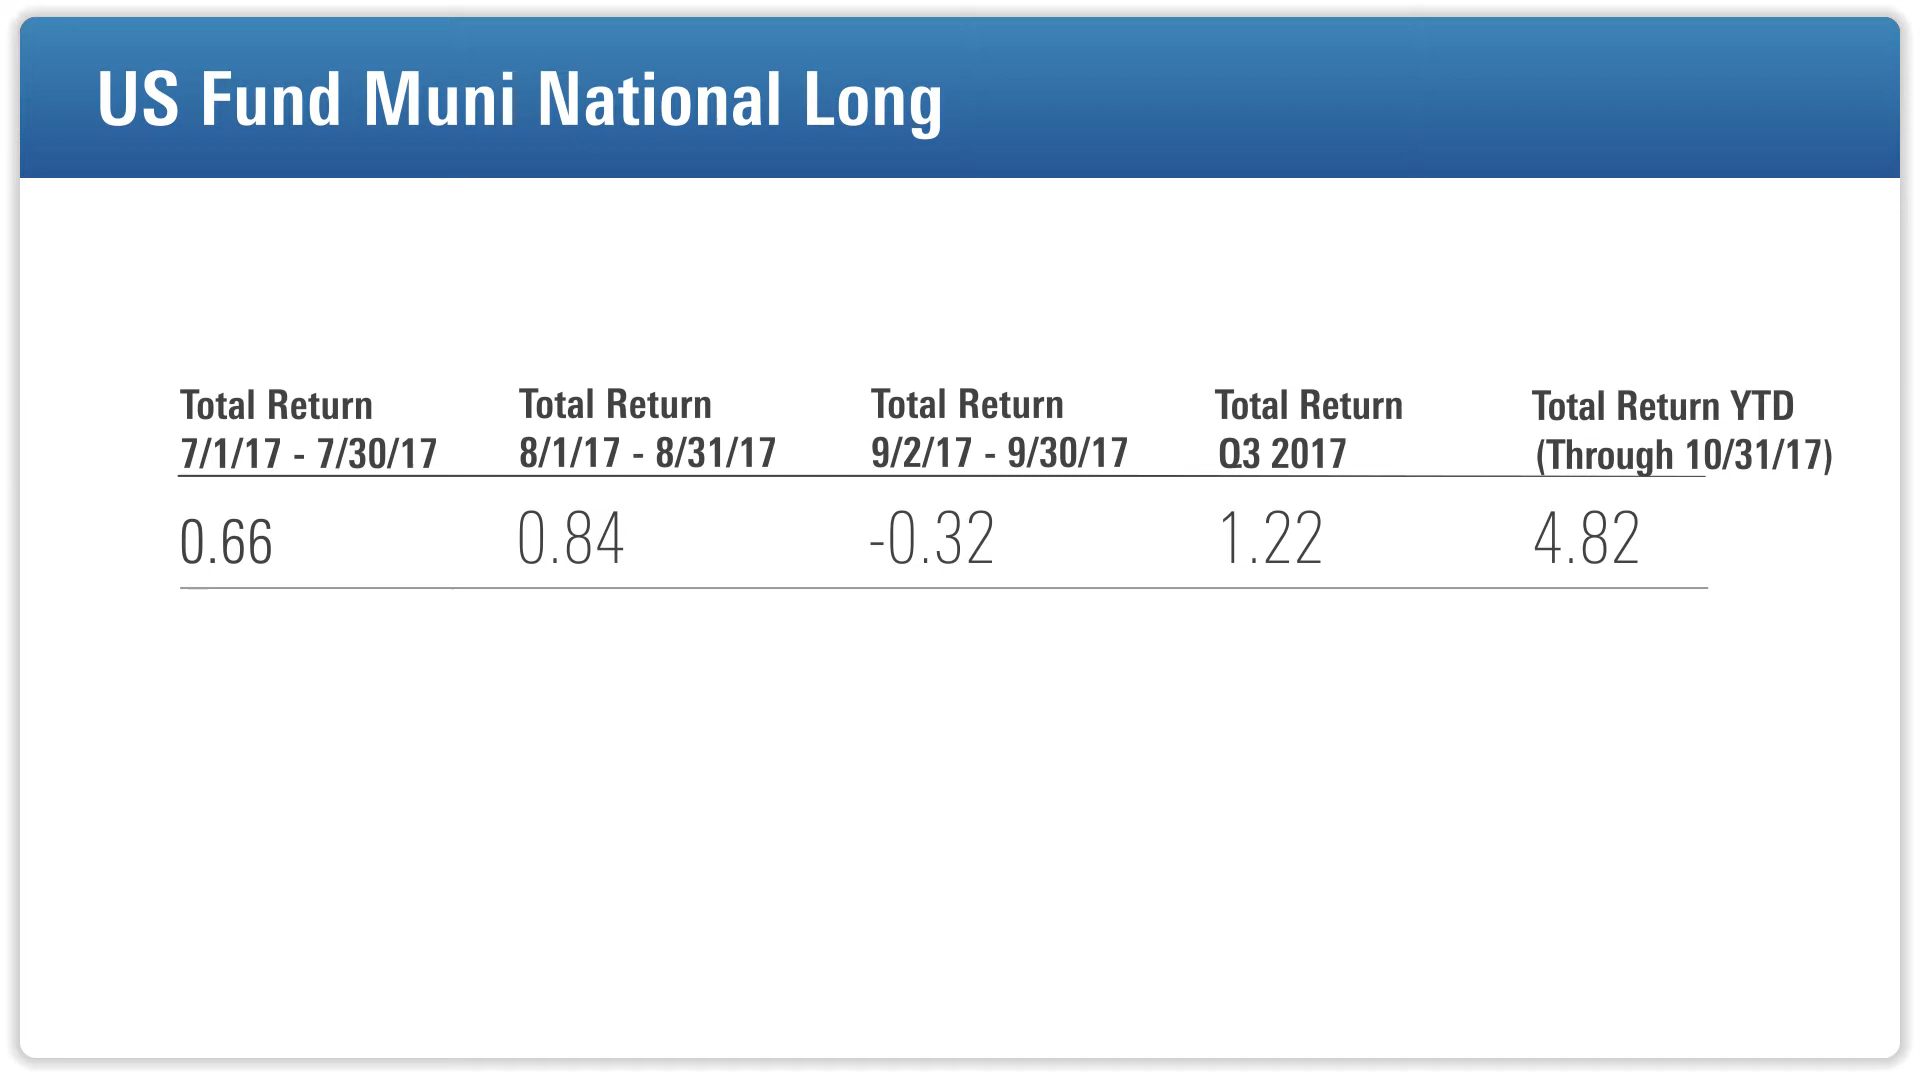 US Fund Muni National Long
Total Return
7/1/17 - 7/30/17
Total Return
8/1/17 - 8/31/17
Total Return
9/2/17 - 9/30/17
Total Return
Q3 2017
Total Return YTD
(Through 10/31/17)
0.66 0.84 -0.32 1.22 4.82